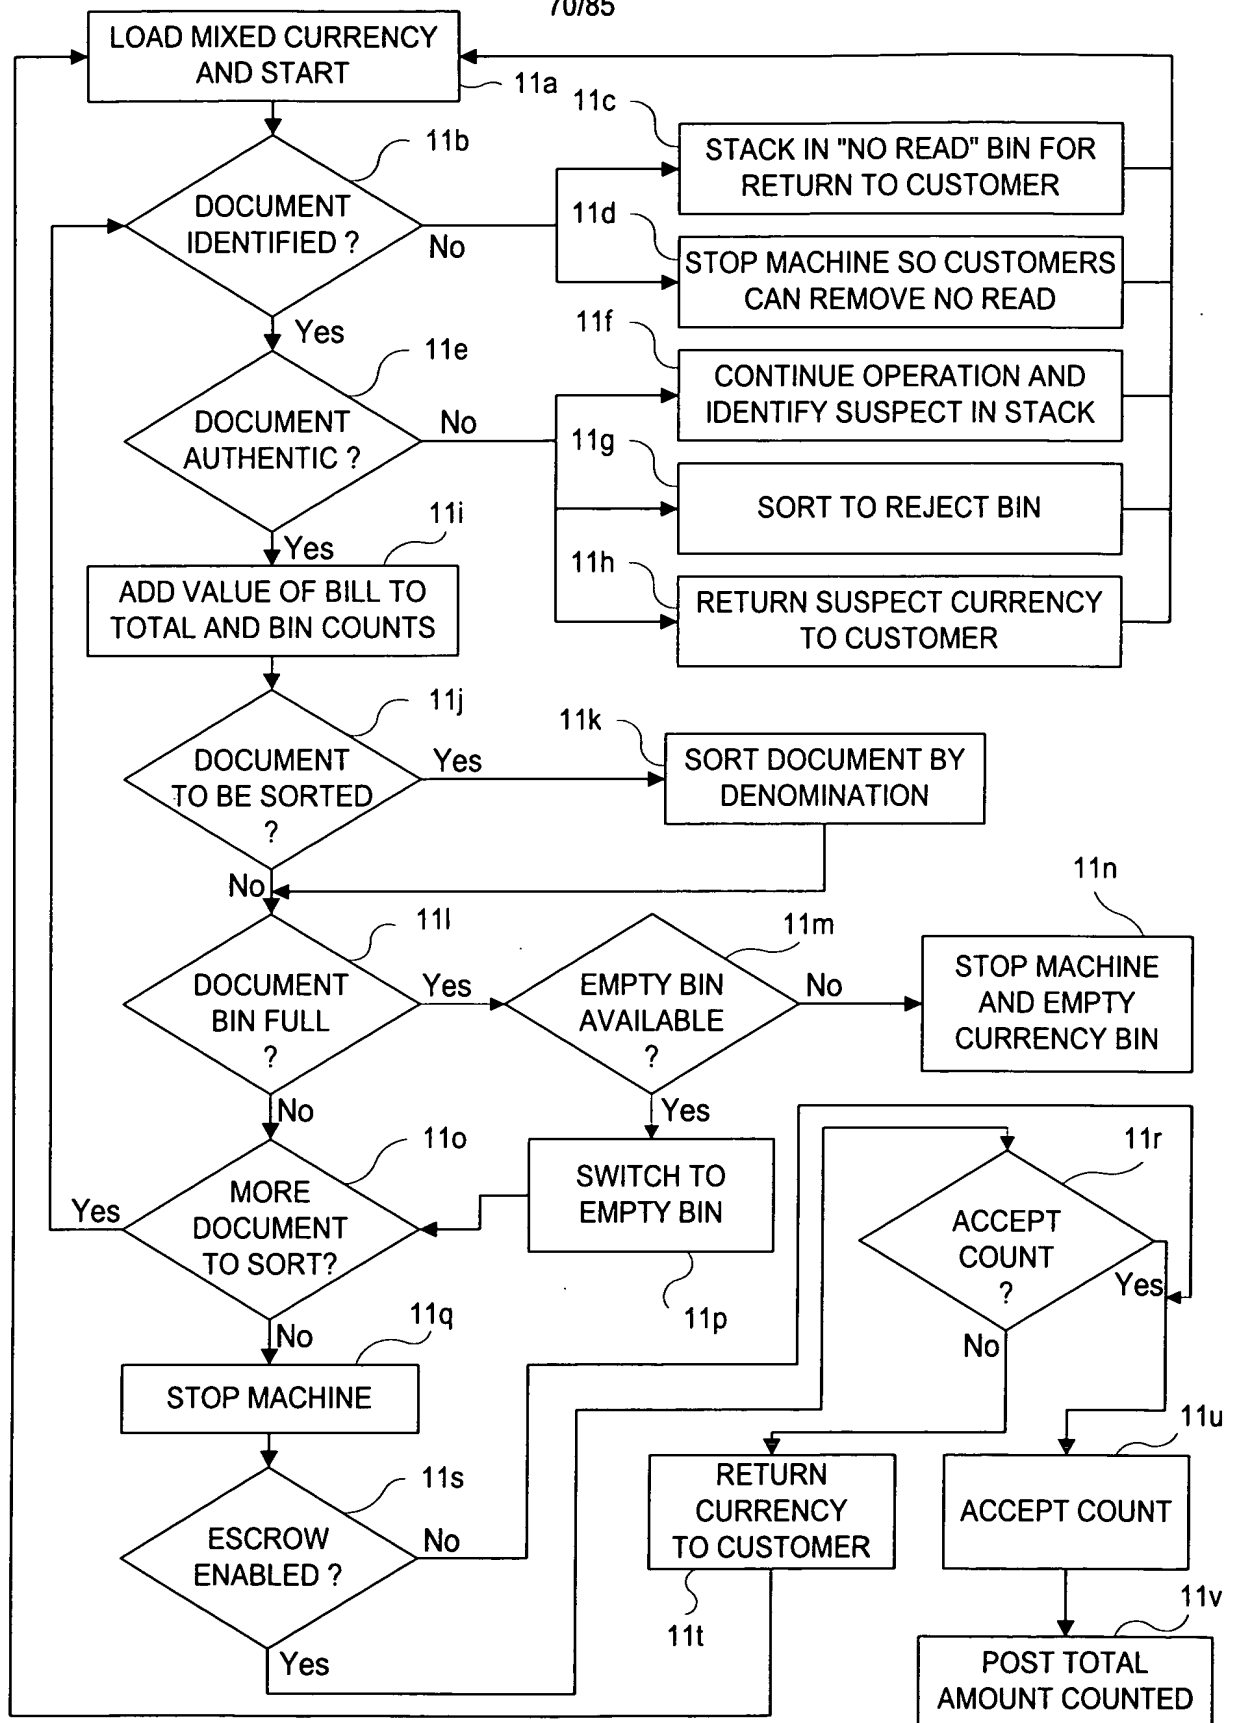 70/85
LOAD MIXED CURRENCY
AND START
11a
11b
DOCUMENT
IDENTIFIED ?
No
Yes
11c
STACK IN "NO READ" BIN FOR
RETURN TO CUSTOMER
11d
STOP MACHINE SO CUSTOMERS
CAN REMOVE NO READ
11e
DOCUMENT
AUTHENTIC ?
No
Yes
11f
CONTINUE OPERATION AND
IDENTIFY SUSPECT IN STACK
11g
SORT TO REJECT BIN
11h
RETURN SUSPECT CURRENCY
TO CUSTOMER
11i
ADD VALUE OF BILL TO
TOTAL AND BIN COUNTS
11j
DOCUMENT
TO BE SORTED
?
Yes
No
11k
SORT DOCUMENT BY
DENOMINATION
11l
DOCUMENT
BIN FULL
?
Yes
No
11m
EMPTY BIN
AVAILABLE
?
No
Yes
11n
STOP MACHINE
AND EMPTY
CURRENCY BIN
11o
MORE
DOCUMENT
TO SORT?
Yes
No
SWITCH TO
EMPTY BIN
11p
11r
ACCEPT
COUNT
?
Yes
No
11q
STOP MACHINE
11s
ESCROW
ENABLED ?
No
Yes
RETURN
CURRENCY
TO CUSTOMER
11t
11u
ACCEPT COUNT
11v
POST TOTAL
AMOUNT COUNTED